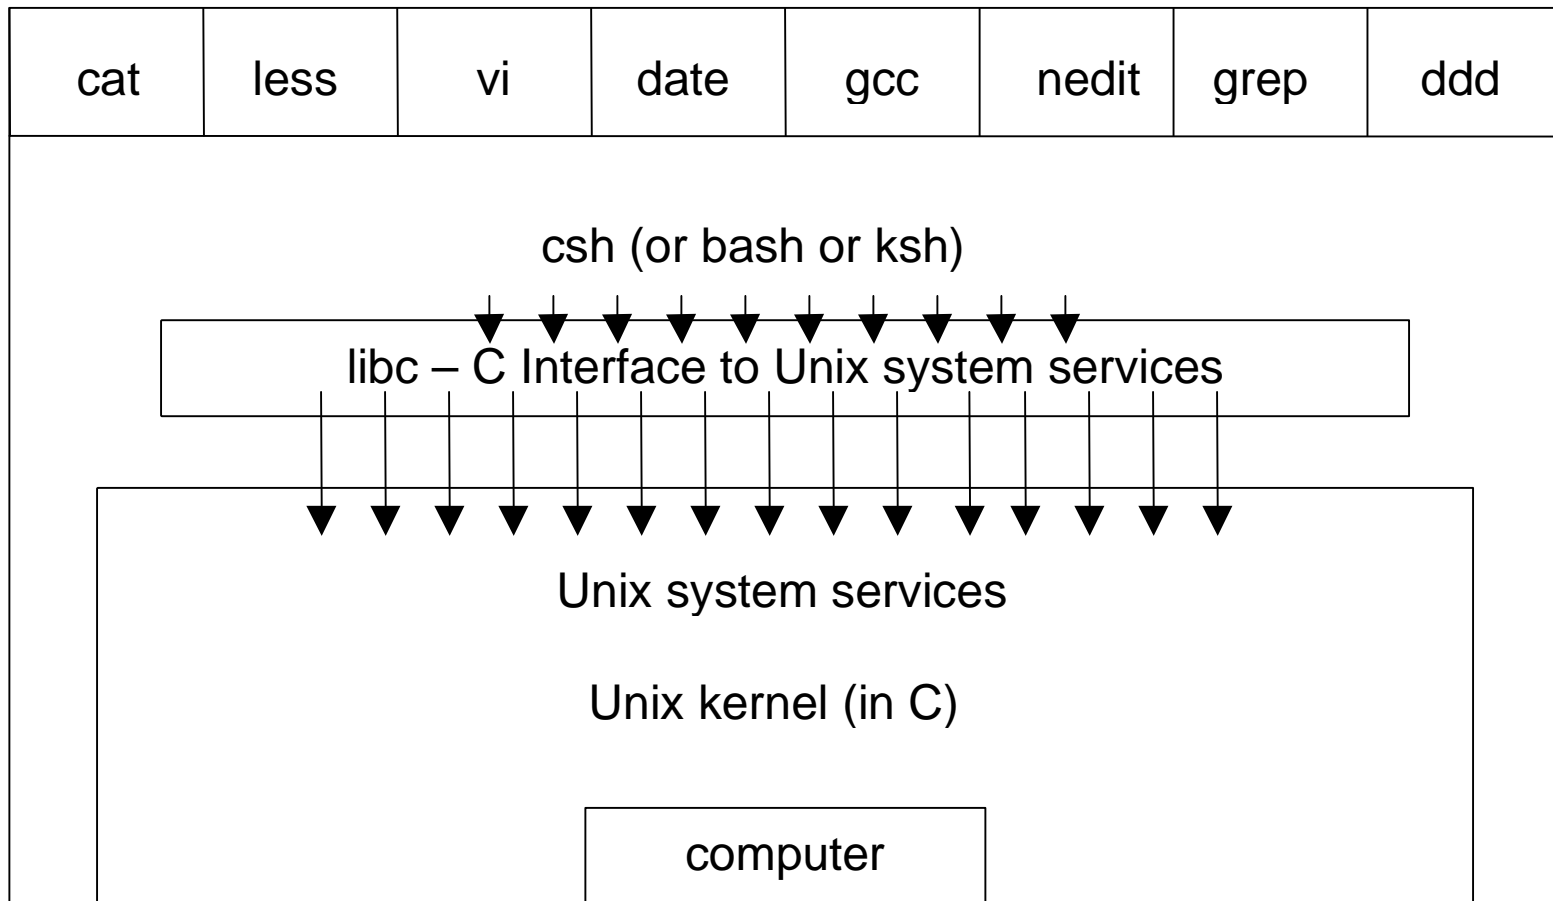 cat less vi date gcc nedit grep ddd
csh (or bash or ksh)
libc – C Interface to Unix system services
Unix system services
Unix kernel (in C)
computer